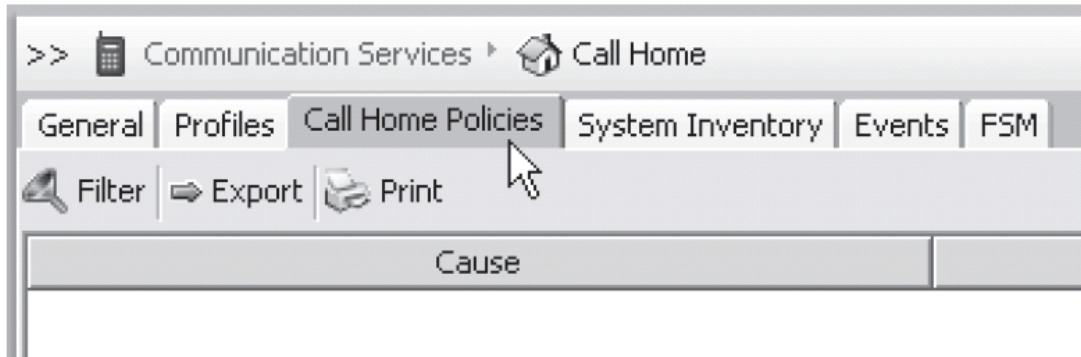 >> Communication Services Call Home
General Profiles Call Home Policies System Inventory Events FSM
Filter Export Print
Cause